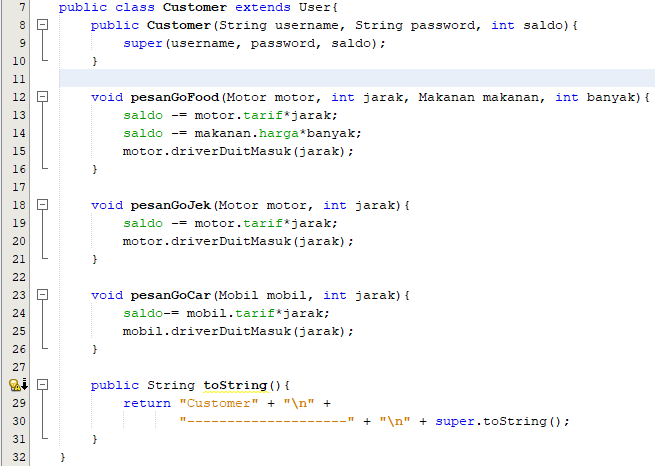 7 public class Customer extends User{
8 public Customer(String username, String password, int saldo){
9 super(username, password, saldo);
10 }
11
12 void pesanGoFood(Motor motor, int jarak, Makanan makanan, int banyak){
13 saldo -= motor.tarif*jarak;
14 saldo -= makanan.harga*banyak;
15 motor.driverDuitMasuk(jarak);
16 }
17
18 void pesanGoJek(Motor motor, int jarak){
19 saldo -= motor.tarif*jarak;
20 motor.driverDuitMasuk(jarak);
21 }
22
23 void pesanGoCar(Mobil mobil, int jarak){
24 saldo-= mobil.tarif*jarak;
25 mobil.driverDuitMasuk(jarak);
26 }
27
public String toString(){
29 return "Customer" + "\n" +
30 "--------------------" + "\n" + super.toString();
31 }
32 }